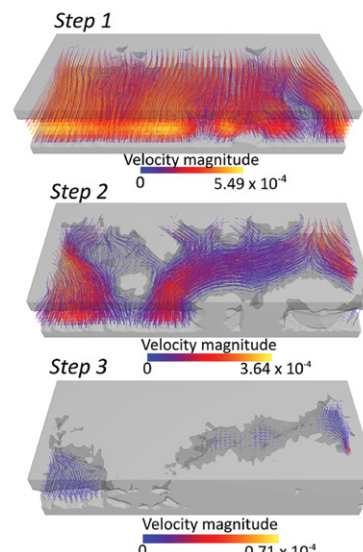 Step 1
Velocity magnitude
0 5.49 x 10⁻⁴
Step 2
Velocity magnitude
0 3.64 x 10⁻⁴
Step 3
Velocity magnitude
0 0.71 x 10⁻⁴